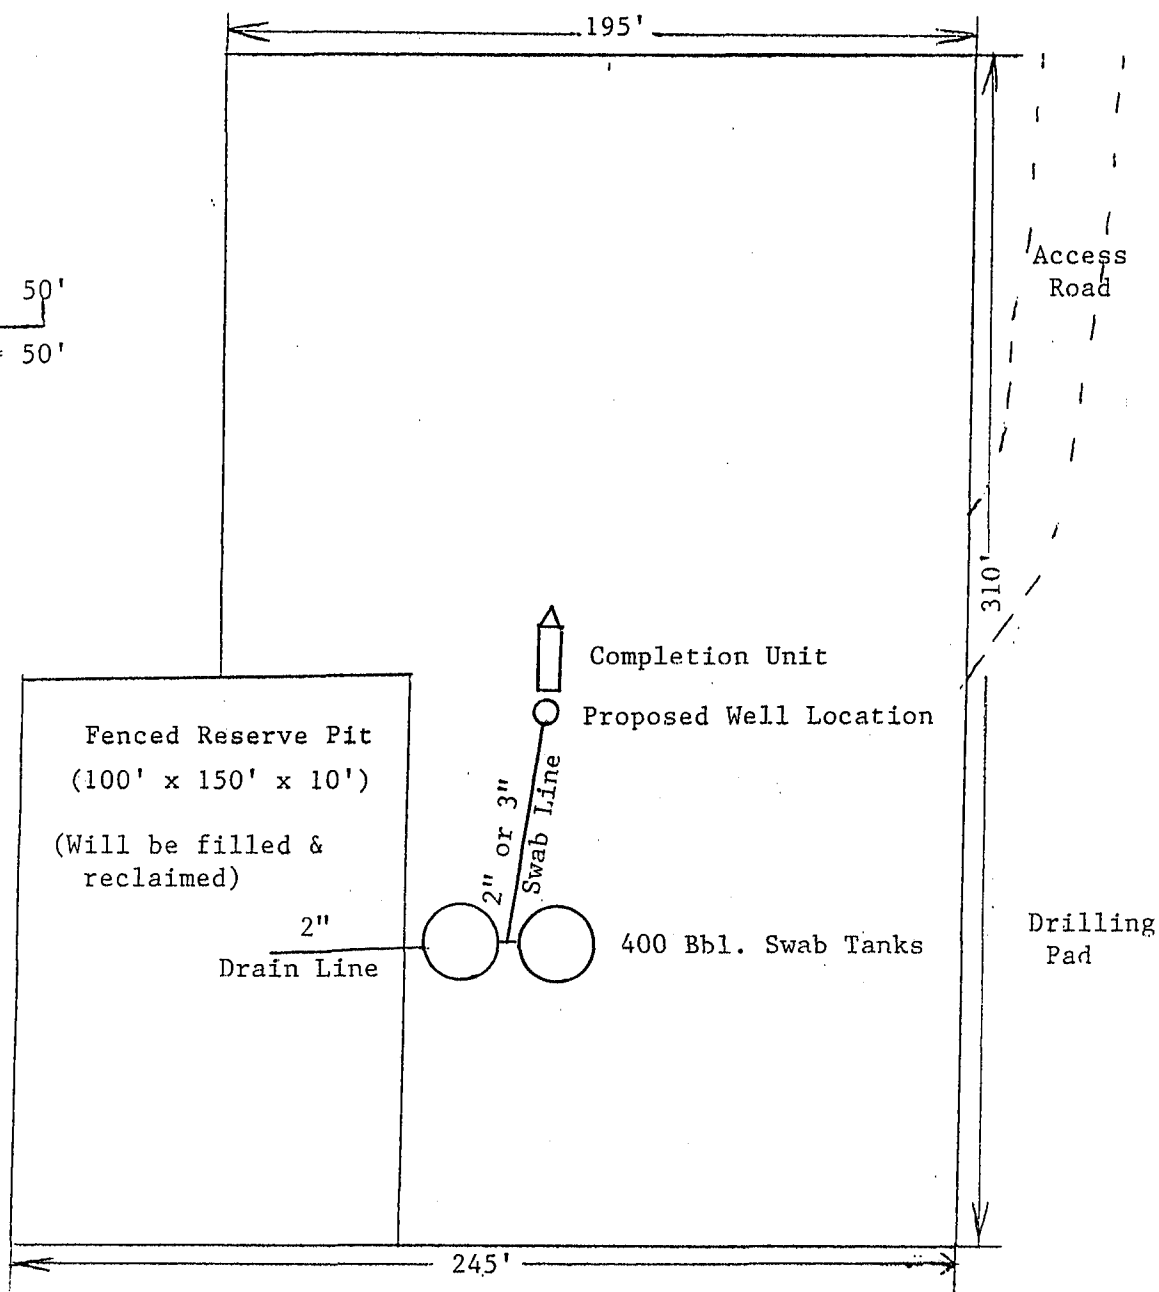 195'
Access
Road
50'
= 50'
310'
Completion Unit
Proposed Well Location
Fenced Reserve Pit
(100' x 150' x 10')
(Will be filled &
reclaimed)
2" or 3"
Swab Line
2"
Drain Line
400 Bbl. Swab Tanks
Drilling
Pad
245'